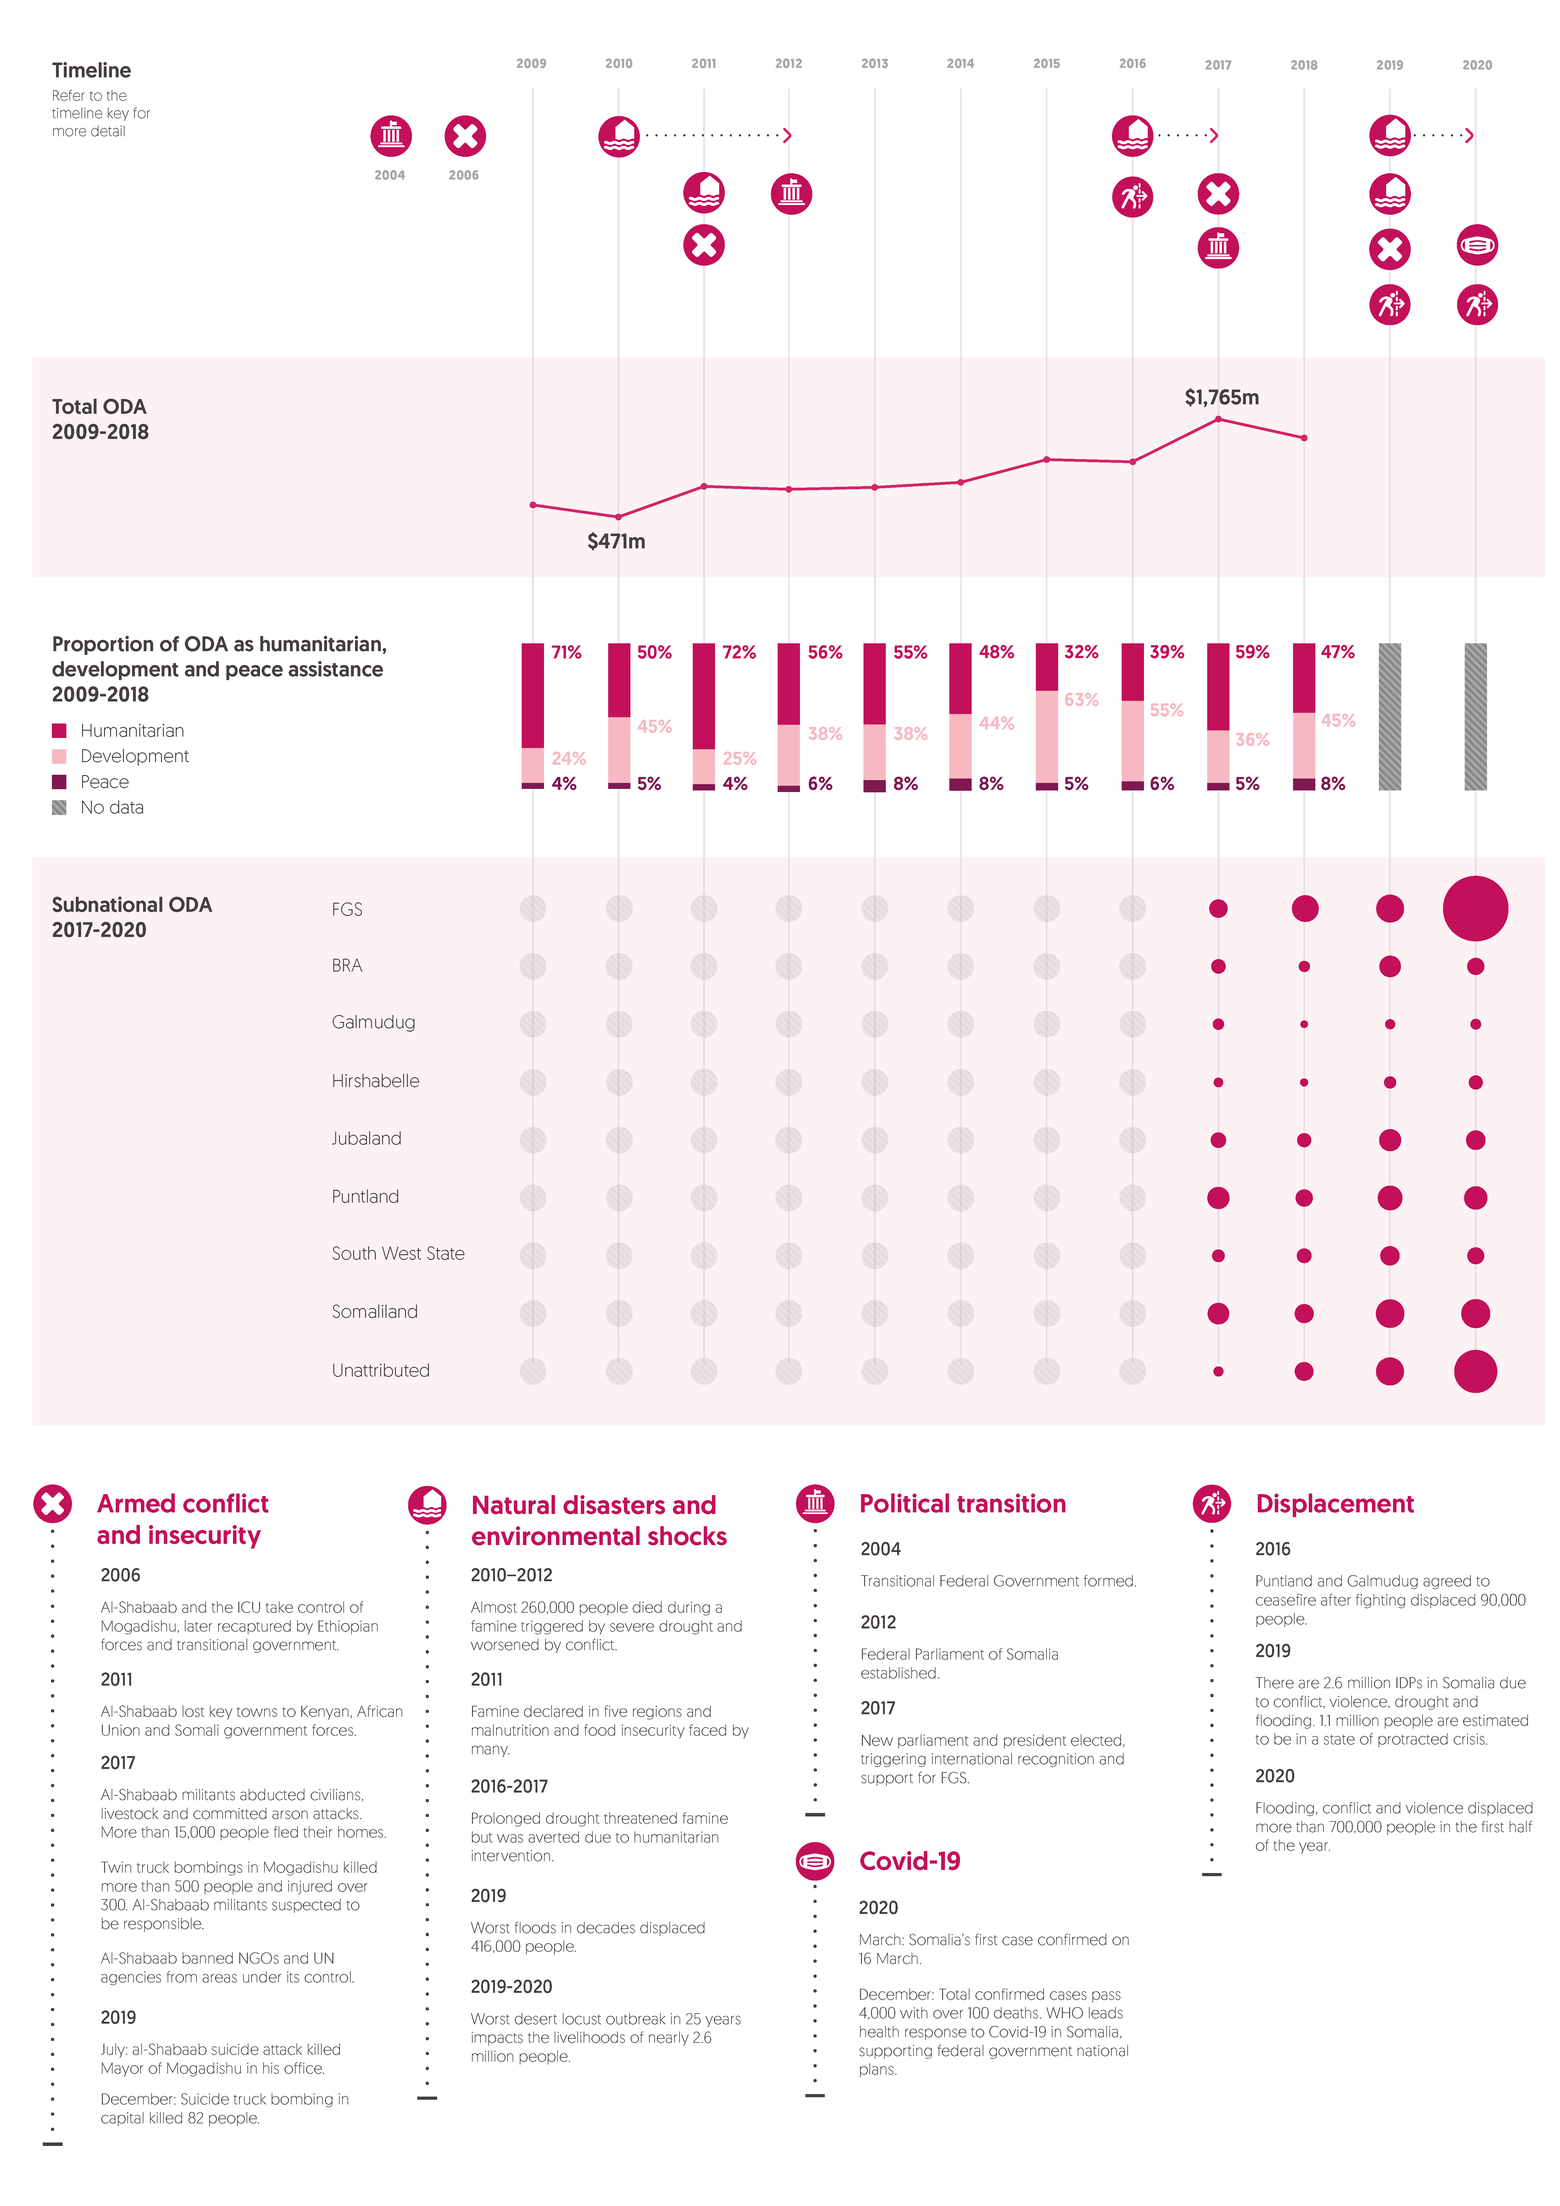 Timeline
Refer to the
timeline key for
more detail
2004
2006
2009
2010
2011
2012
2013
2014
2015
2016
2017
2018
2019
2020
Total ODA
2009-2018
$471m
$1,765m
Proportion of ODA as humanitarian,
development and peace assistance
2009-2018
Humanitarian
Development
Peace
No data
71%
24%
4%
50%
45%
5%
72%
25%
4%
56%
38%
6%
55%
38%
8%
48%
44%
8%
32%
63%
5%
39%
55%
6%
59%
36%
5%
47%
45%
8%
Subnational ODA
2017-2020
FGS
BRA
Galmudug
Hirshabelle
Jubaland
Puntland
South West State
Somaliland
Unattributed
Armed conflict
and insecurity
2006
Al-Shabaab and the ICU take control of
Mogadishu, later recaptured by Ethiopian
forces and transitional government.
2011
Al-Shabaab lost key towns to Kenyan, African
Union and Somali government forces.
2017
Al-Shabaab militants abducted civilians,
livestock and committed arson attacks.
More than 15,000 people fled their homes.
Twin truck bombings in Mogadishu killed
more than 500 people and injured over
300. Al-Shabaab militants suspected to
be responsible.
Al-Shabaab banned NGOs and UN
agencies from areas under its control.
2019
July: al-Shabaab suicide attack killed
Mayor of Mogadishu in his office.
December: Suicide truck bombing in
capital killed 82 people.
Natural disasters and
environmental shocks
2010–2012
Almost 260,000 people died during a
famine triggered by severe drought and
worsened by conflict.
2011
Famine declared in five regions and
malnutrition and food insecurity faced by
many.
2016-2017
Prolonged drought threatened famine
but was averted due to humanitarian
intervention.
2019
Worst floods in decades displaced
416,000 people.
2019-2020
Worst desert locust outbreak in 25 years
impacts the livelihoods of nearly 2.6
million people.
Political transition
2004
Transitional Federal Government formed.
2012
Federal Parliament of Somalia
established.
2017
New parliament and president elected,
triggering international recognition and
support for FGS.
Covid-19
2020
March: Somalia's first case confirmed on
16 March.
December: Total confirmed cases pass
4,000 with over 100 deaths. WHO leads
health response to Covid-19 in Somalia,
supporting federal government national
plans.
Displacement
2016
Puntland and Galmudug agreed to
ceasefire after fighting displaced 90,000
people.
2019
There are 2.6 million IDPs in Somalia due
to conflict, violence, drought and
flooding. 1.1 million people are estimated
to be in a state of protracted crisis.
2020
Flooding, conflict and violence displaced
more than 700,000 people in the first half
of the year.